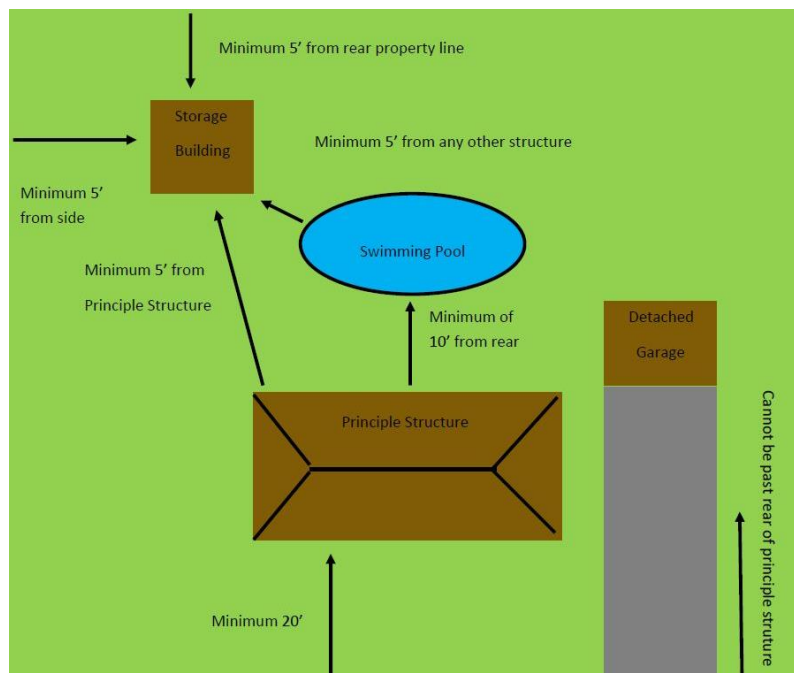 Minimum 5’ from rear property line
Storage
Building
Minimum 5’ from any other structure
Minimum 5’
from side
Swimming Pool
Minimum 5’ from
Principle Structure
Minimum of
10’ from rear
Detached
Garage
Principle Structure
Cannot be past rear of principle struture
Minimum 20’